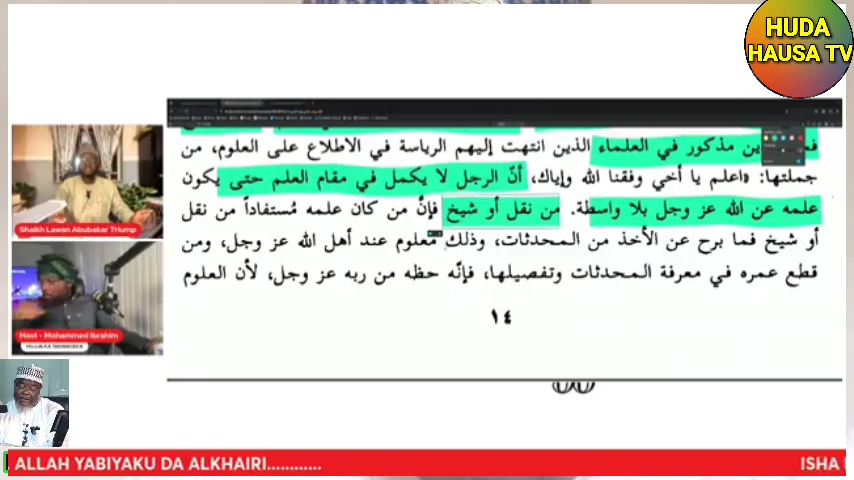 HUDA
HAUSA TV
مذكور في العلماء الذين انتهت إليهم الرياسة في الاطلاع على العلوم، من
جملتها: «اعلم يا أخي وفقنا الله وإياك، أنّ الرجل لا يكمل في مقام العلم حتى يكون
علمه عن الله عز وجل بلا واسطة. من نقل أو شيخ فإنَّ من كان علمه مُستفاداً من نقل
أو شيخ فما برح عن الأخذ من المحدثات، وذلك معلوم عند أهل الله عز وجل، ومن
قطع عمره في معرفة المحدثات وتفصيلها، فإنّه حظه من ربه عز وجل، لأن العلوم
١٤
Shaikh Lawan Abubakar Triump
Host - Mohammed Ibrahim
ALLAH YABIYAKU DA ALKHAIRI............
ISHA